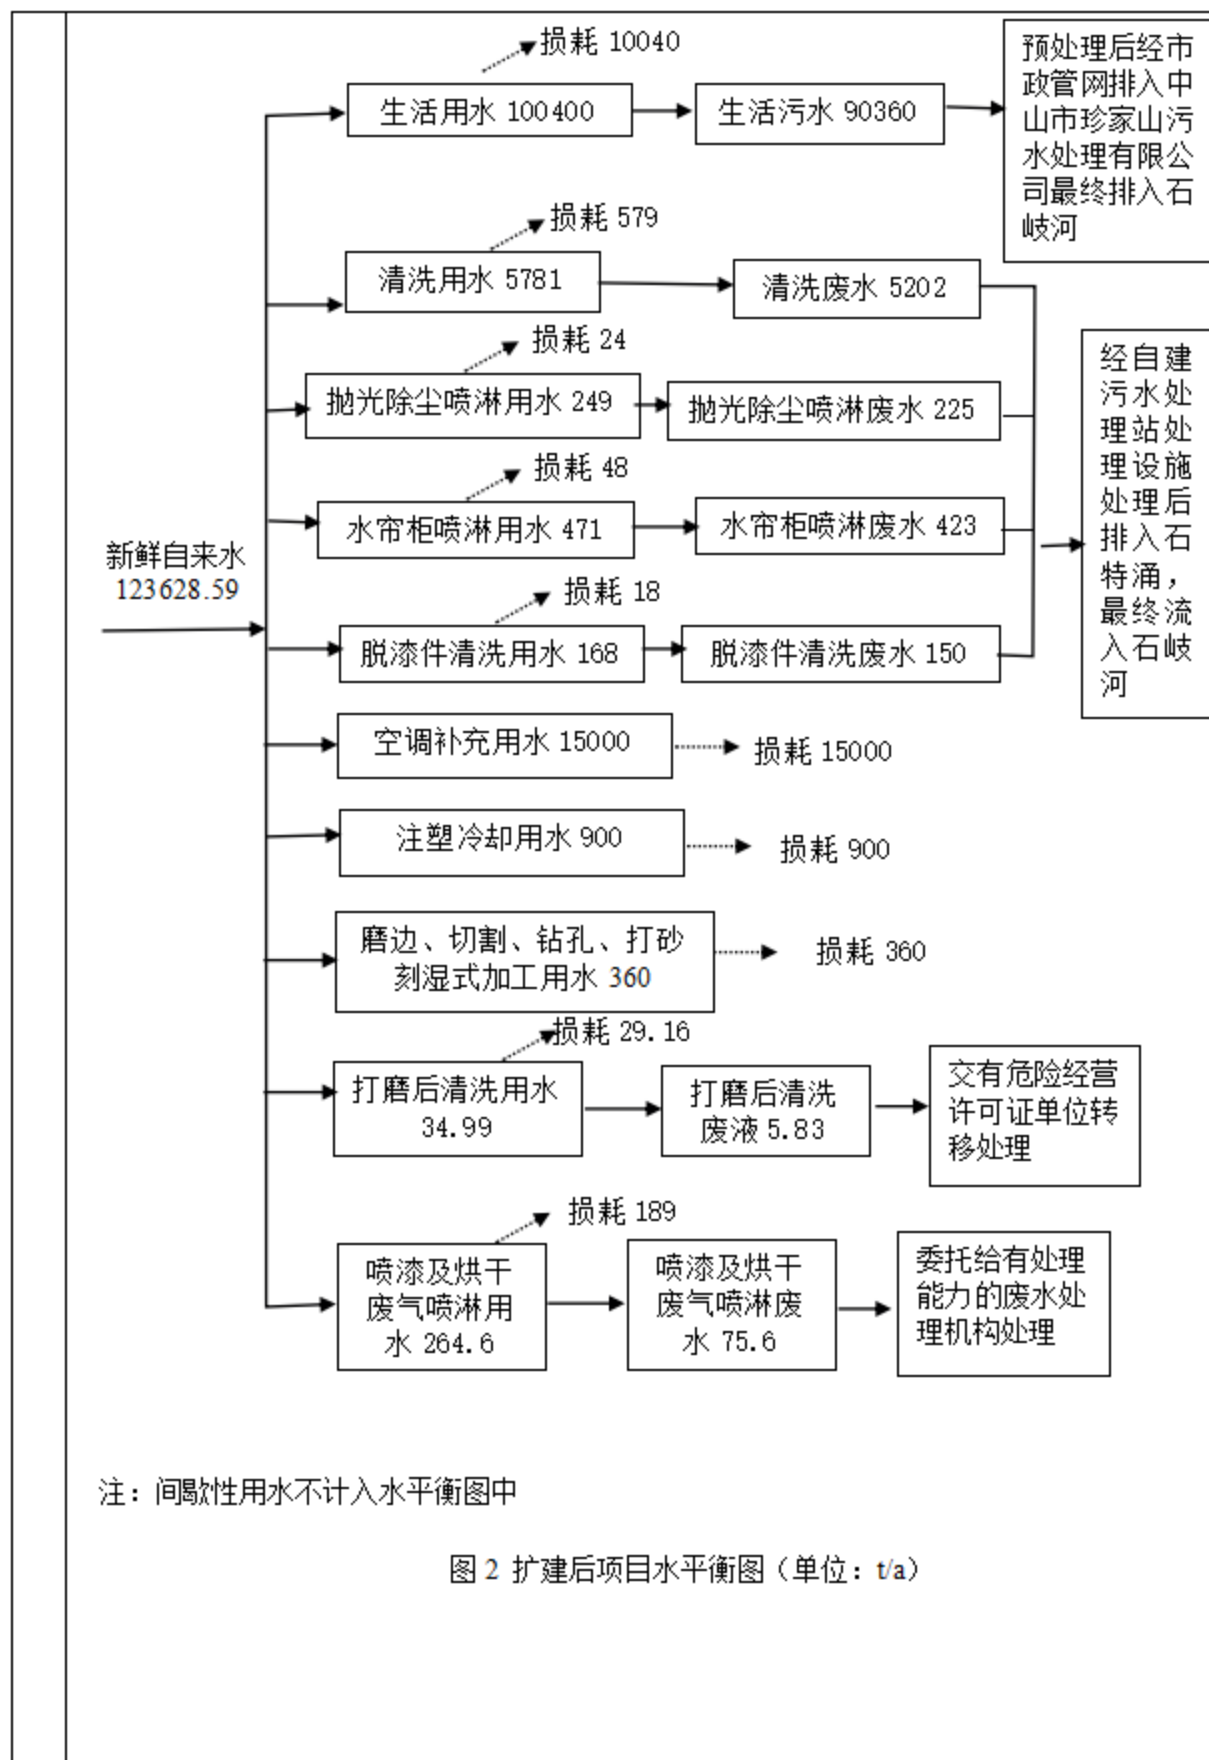 损耗 10040
生活用水 100400
生活污水 90360
预处理后经市
政管网排入中
山市珍家山污
水处理有限公
司最终排入石
岐河
损耗 579
清洗用水 5781
清洗废水 5202
损耗 24
抛光除尘喷淋用水 249
抛光除尘喷淋废水 225
经自建
污水处
理站处
理设施
处理后
排入石
特涌，
最终流
入石岐
河
损耗 48
水帘柜喷淋用水 471
水帘柜喷淋废水 423
新鲜自来水
123628.59
损耗 18
脱漆件清洗用水 168
脱漆件清洗废水 150
空调补充用水 15000
损耗 15000
注塑冷却用水 900
损耗 900
磨边、切割、钻孔、打砂
刻湿式加工用水 360
损耗 360
损耗 29.16
打磨后清洗用水
34.99
打磨后清洗
废液 5.83
交有危险经营
许可证单位转
移处理
损耗 189
喷漆及烘干
废气喷淋用
水 264.6
喷漆及烘干
废气喷淋废
水 75.6
委托给有处理
能力的废水处
理机构处理
注：间歇性用水不计入水平衡图中
图 2 扩建后项目水平衡图（单位：t/a）